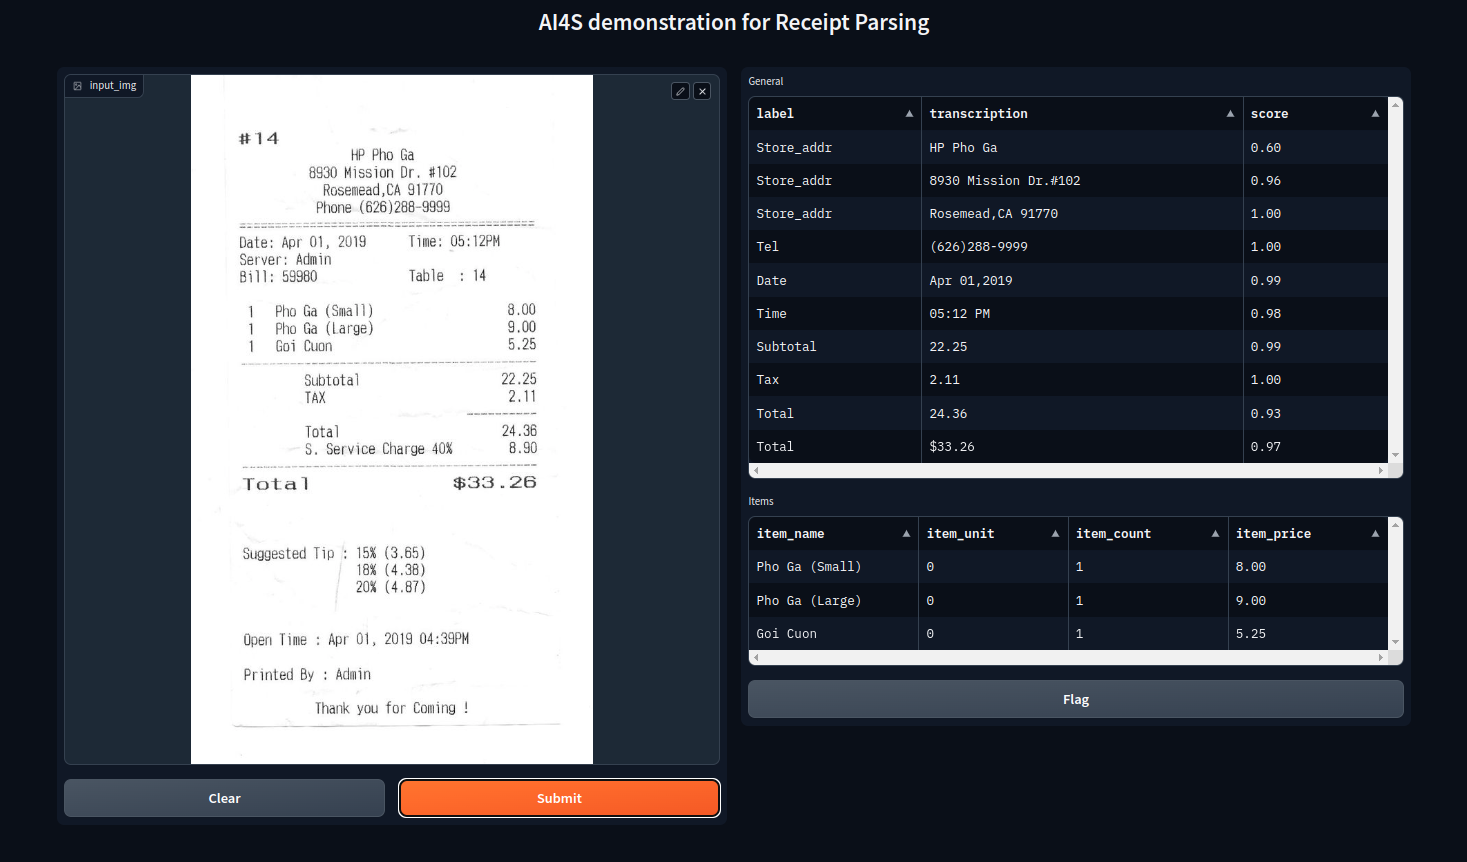 AI4S demonstration for Receipt Parsing
input_img
#14
HP Pho Ga
8930 Mission Dr. #102
Rosemead,CA 91770
Phone (626)288-9999
Date: Apr 01, 2019 Time: 05:12PM
Server: Admin
Bill: 59980 Table : 14
1 Pho Ga (Small) 8.00
1 Pho Ga (Large) 9.00
1 Goi Cuon 5.25
Subtotal 22.25
TAX 2.11
Total 24.36
S. Service Charge 40% 8.90
Total $33.26
Suggested Tip : 15% (3.65)
18% (4.38)
20% (4.87)
Open Time : Apr 01, 2019 04:39PM
Printed By : Admin
Thank you for Coming !
Clear Submit
General
label transcription score
Store_addr HP Pho Ga 0.60
Store_addr 8930 Mission Dr.#102 0.96
Store_addr Rosemead,CA 91770 1.00
Tel (626)288-9999 1.00
Date Apr 01,2019 0.99
Time 05:12 PM 0.98
Subtotal 22.25 0.99
Tax 2.11 1.00
Total 24.36 0.93
Total $33.26 0.97
Items
item_name item_unit item_count item_price
Pho Ga (Small) 0 1 8.00
Pho Ga (Large) 0 1 9.00
Goi Cuon 0 1 5.25
Flag